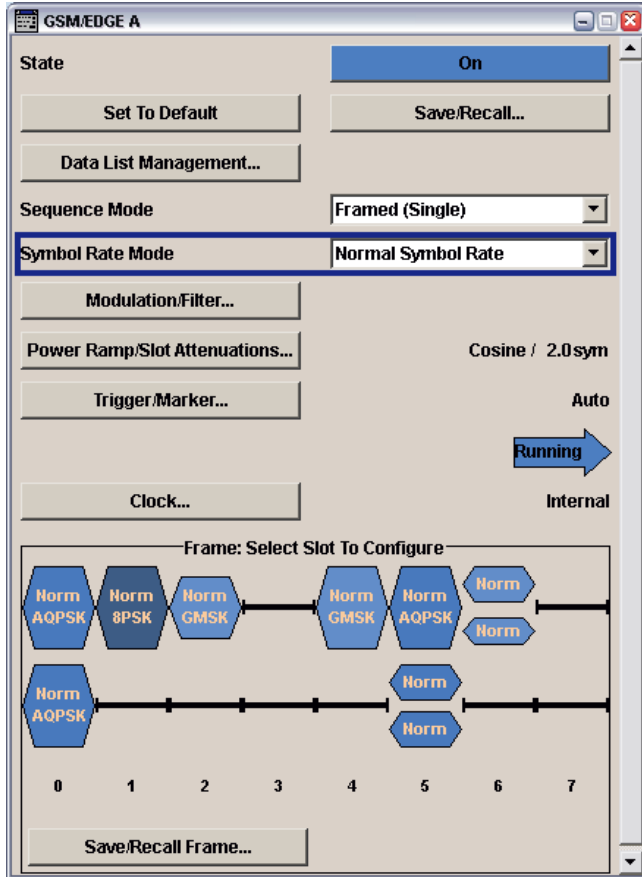 GSM/EDGE A
State On
Set To Default Save/Recall...
Data List Management...
Sequence Mode Framed (Single)
Symbol Rate Mode Normal Symbol Rate
Modulation/Filter...
Power Ramp/Slot Attenuations... Cosine / 2.0 sym
Trigger/Marker... Auto
Running
Clock... Internal
Frame: Select Slot To Configure
Norm AQPSK Norm 8PSK Norm GMSK Norm GMSK Norm AQPSK Norm Norm
Norm AQPSK Norm Norm
0 1 2 3 4 5 6 7
Save/Recall Frame...